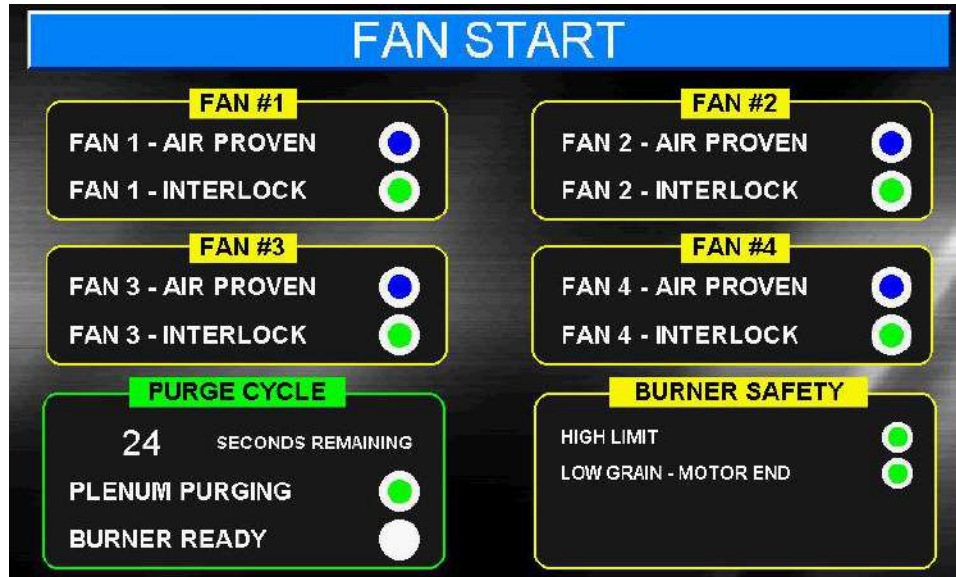 FAN START
FAN #1
FAN 1 - AIR PROVEN
FAN 1 - INTERLOCK
FAN #2
FAN 2 - AIR PROVEN
FAN 2 - INTERLOCK
FAN #3
FAN 3 - AIR PROVEN
FAN 3 - INTERLOCK
FAN #4
FAN 4 - AIR PROVEN
FAN 4 - INTERLOCK
PURGE CYCLE
24 SECONDS REMAINING
PLENUM PURGING
BURNER READY
BURNER SAFETY
HIGH LIMIT
LOW GRAIN - MOTOR END